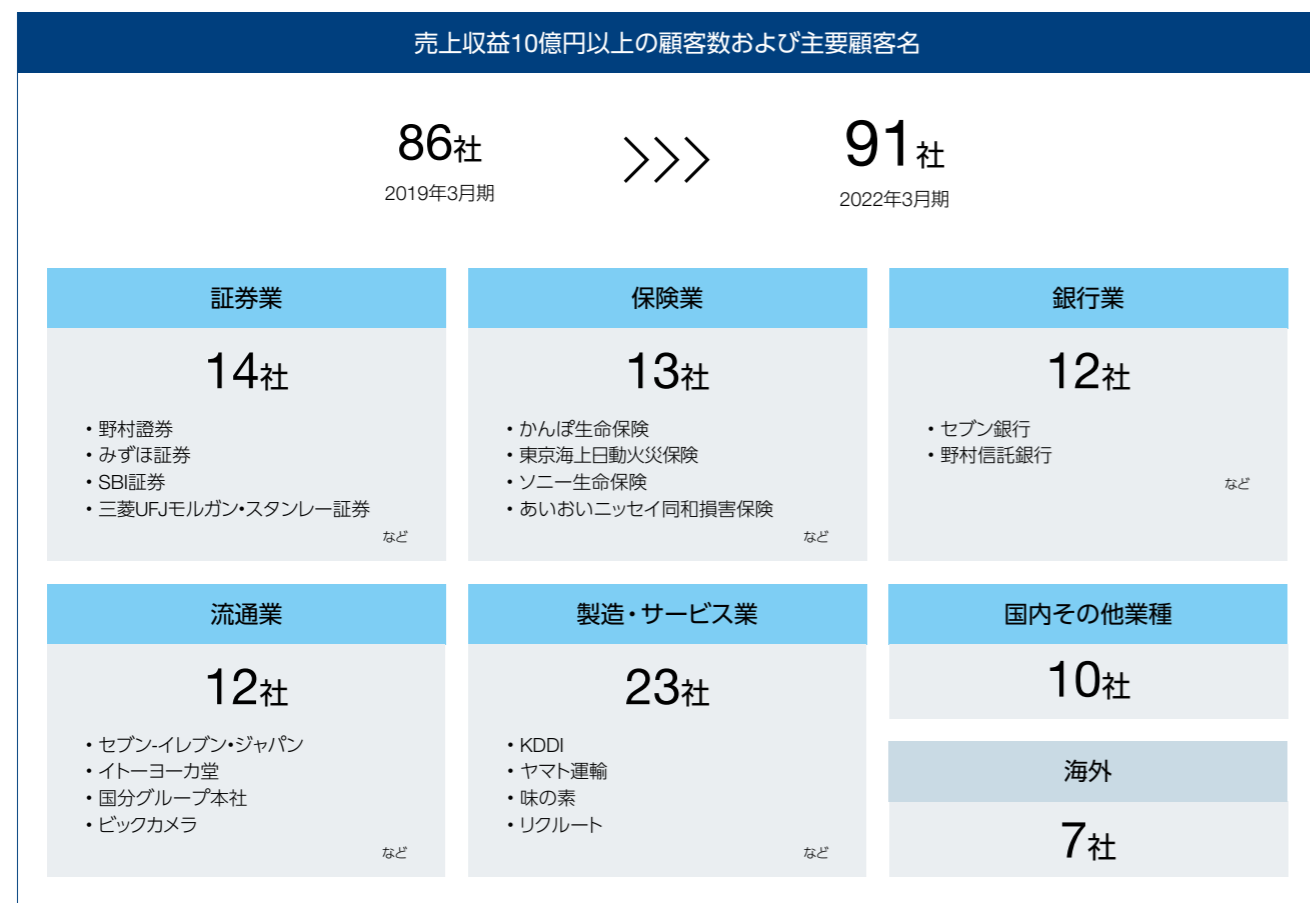 売上収益10億円以上の顧客数および主要顧客名
86社
2019年3月期
91社
2022年3月期
証券業
14社
・野村證券
・みずほ証券
・SBI証券
・三菱UFJモルガン・スタンレー証券
など
保険業
13社
・かんぽ生命保険
・東京海上日動火災保険
・ソニー生命保険
・あいおいニッセイ同和損害保険
など
銀行業
12社
・セブン銀行
・野村信託銀行
など
流通業
12社
・セブン-イレブン・ジャパン
・イトーヨーカ堂
・国分グループ本社
・ビックカメラ
など
製造・サービス業
23社
・KDDI
・ヤマト運輸
・味の素
・リクルート
など
国内その他業種
10社
海外
7社